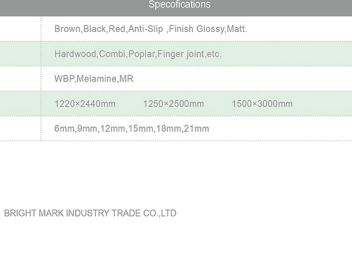 Specofications
Brown,Black,Red,Anti-Slip ,Finish Glossy,Matt.
Hardwood,Combi,Poplar,Finger joint,etc.
WBP,Melamine,MR
1220×2440mm 1250×2500mm 1500×3000mm
6mm,9mm,12mm,15mm,18mm,21mm
BRIGHT MARK INDUSTRY TRADE CO.,LTD